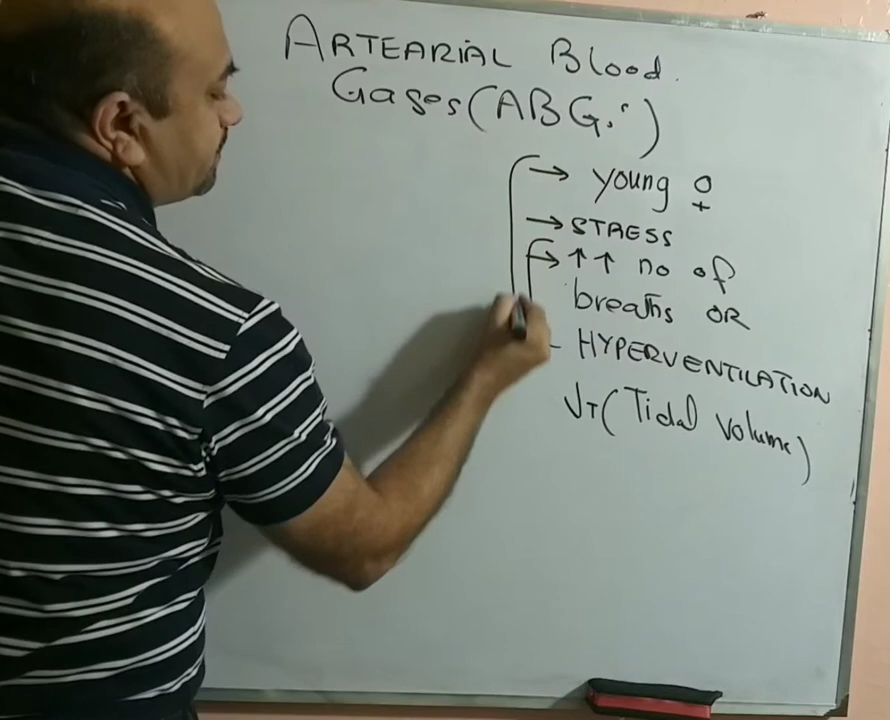 ARTEARIAL Blood.
Gases (ABG.s)
→ young ♀
→ STRESS
→ ↑↑ no of
breaths OR
- HYPERVENTILATION
VT (Tidal volume)